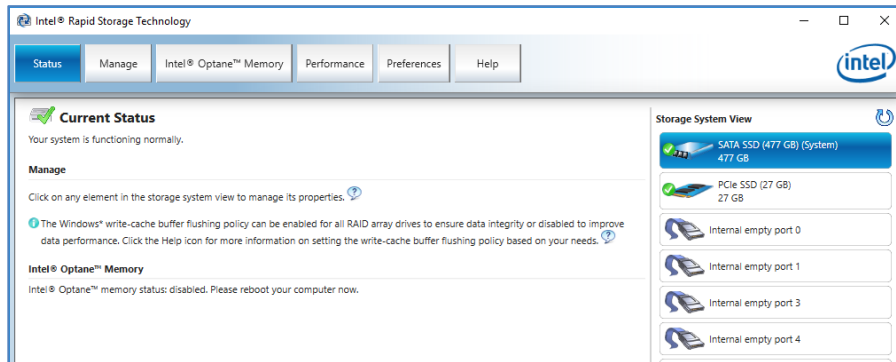 Intel® Rapid Storage Technology
Status
Manage
Intel® Optane™ Memory
Performance
Preferences
Help
intel
Current Status
Your system is functioning normally.
Manage
Click on any element in the storage system view to manage its properties.
The Windows* write-cache buffer flushing policy can be enabled for all RAID array drives to ensure data integrity or disabled to improve
data performance. Click the Help icon for more information on setting the write-cache buffer flushing policy based on your needs.
Intel® Optane™ Memory
Intel® Optane™ memory status: disabled. Please reboot your computer now.
Storage System View
SATA SSD (477 GB) (System)
477 GB
PCIe SSD (27 GB)
27 GB
Internal empty port 0
Internal empty port 1
Internal empty port 3
Internal empty port 4